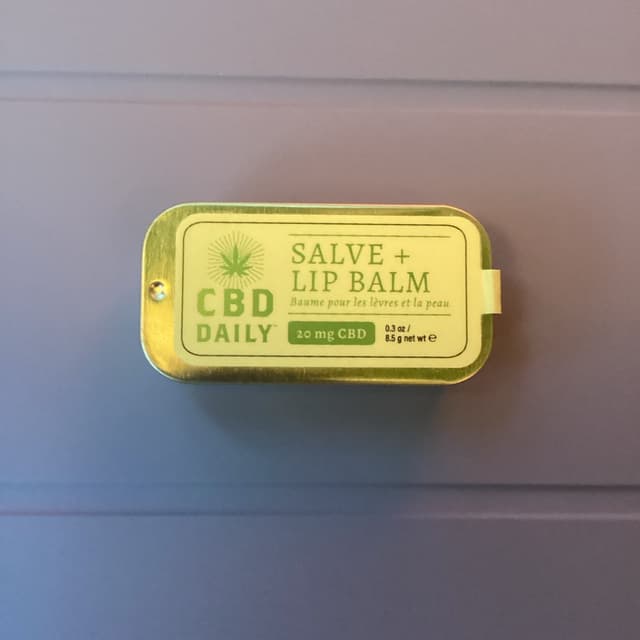 CBD
DAILY™
SALVE +
LIP BALM
Baume pour les lèvres et la peau
20 mg CBD
0.3 oz /
8.5 g net wt ℮